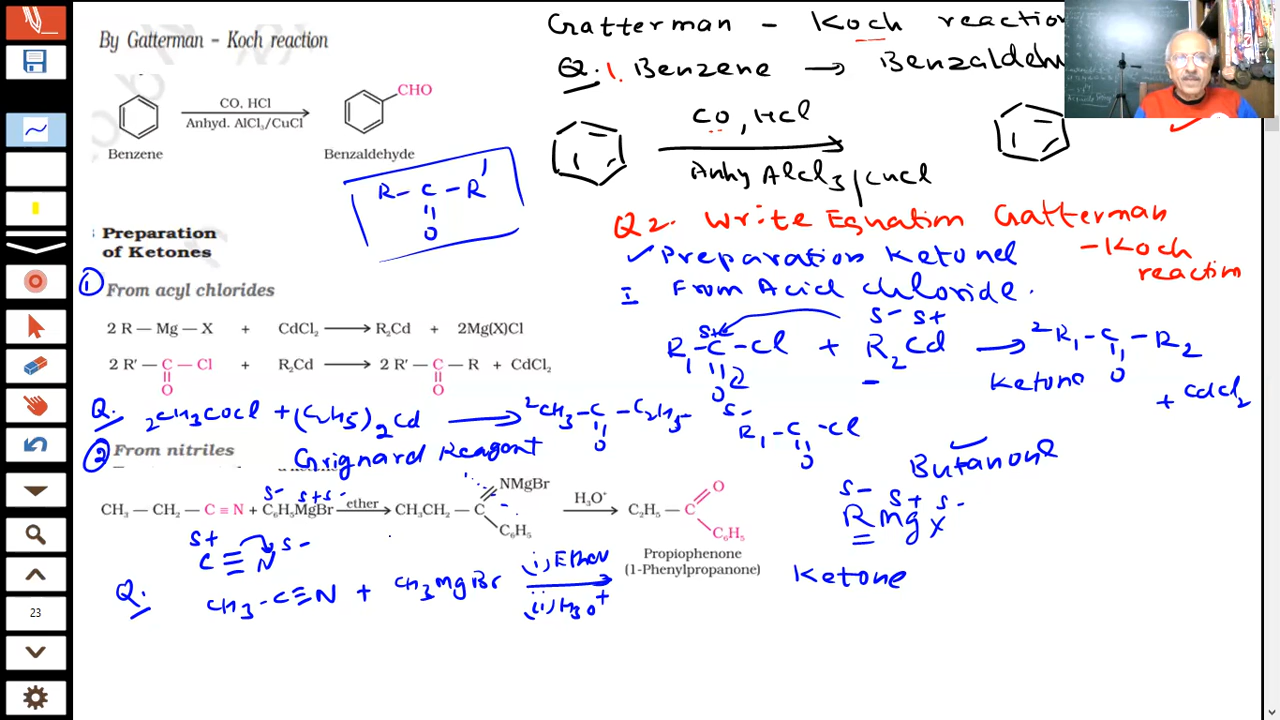 By Gatterman – Koch reaction
CO, HCl
Anhyd. AlCl₃/CuCl
CHO
Benzene
Benzaldehyde
R – C – R'
O
Gatterman – Koch reaction
Q. 1. Benzene → Benzaldeh
CO, HCl
Anhy AlCl3/CuCl
Q2. Write Equation Gatterman
– Koch
reaction
Preparation
of Ketones
① From acyl chlorides
2 R — Mg — X + CdCl₂ → R₂Cd + 2Mg(X)Cl
2 R' — C — Cl + R₂Cd → 2 R' — C — R + CdCl₂
O O
✓ Preparation Ketone
I From Acid chloride.
δ+ δ- δ+
R1 – C – Cl + R2Cd → 2R1 – C – R2
O O
Ketone
+ CdCl2
Q. 2CH3COCl + (C2H5)2Cd → 2CH3 – C – C2H5
O
δ-
R1 – C – Cl
O
Butanone
② From nitriles
Grignard Reagent
δ- δ+ δ-
CH₃ — CH₂ — C ≡ N + C₆H₅MgBr ether → CH₃CH₂ — C
NMgBr
C₆H₅
H₃O⁺
C₂H₅ — C
O
C₆H₅
Propiophenone
(1-Phenylpropanone)
δ- δ+ δ-
R Mg X
Ketone
δ+ δ-
C ≡ N
Q. CH3 – C ≡ N + CH3MgBr
(i) Ether
(ii) H3O+
23